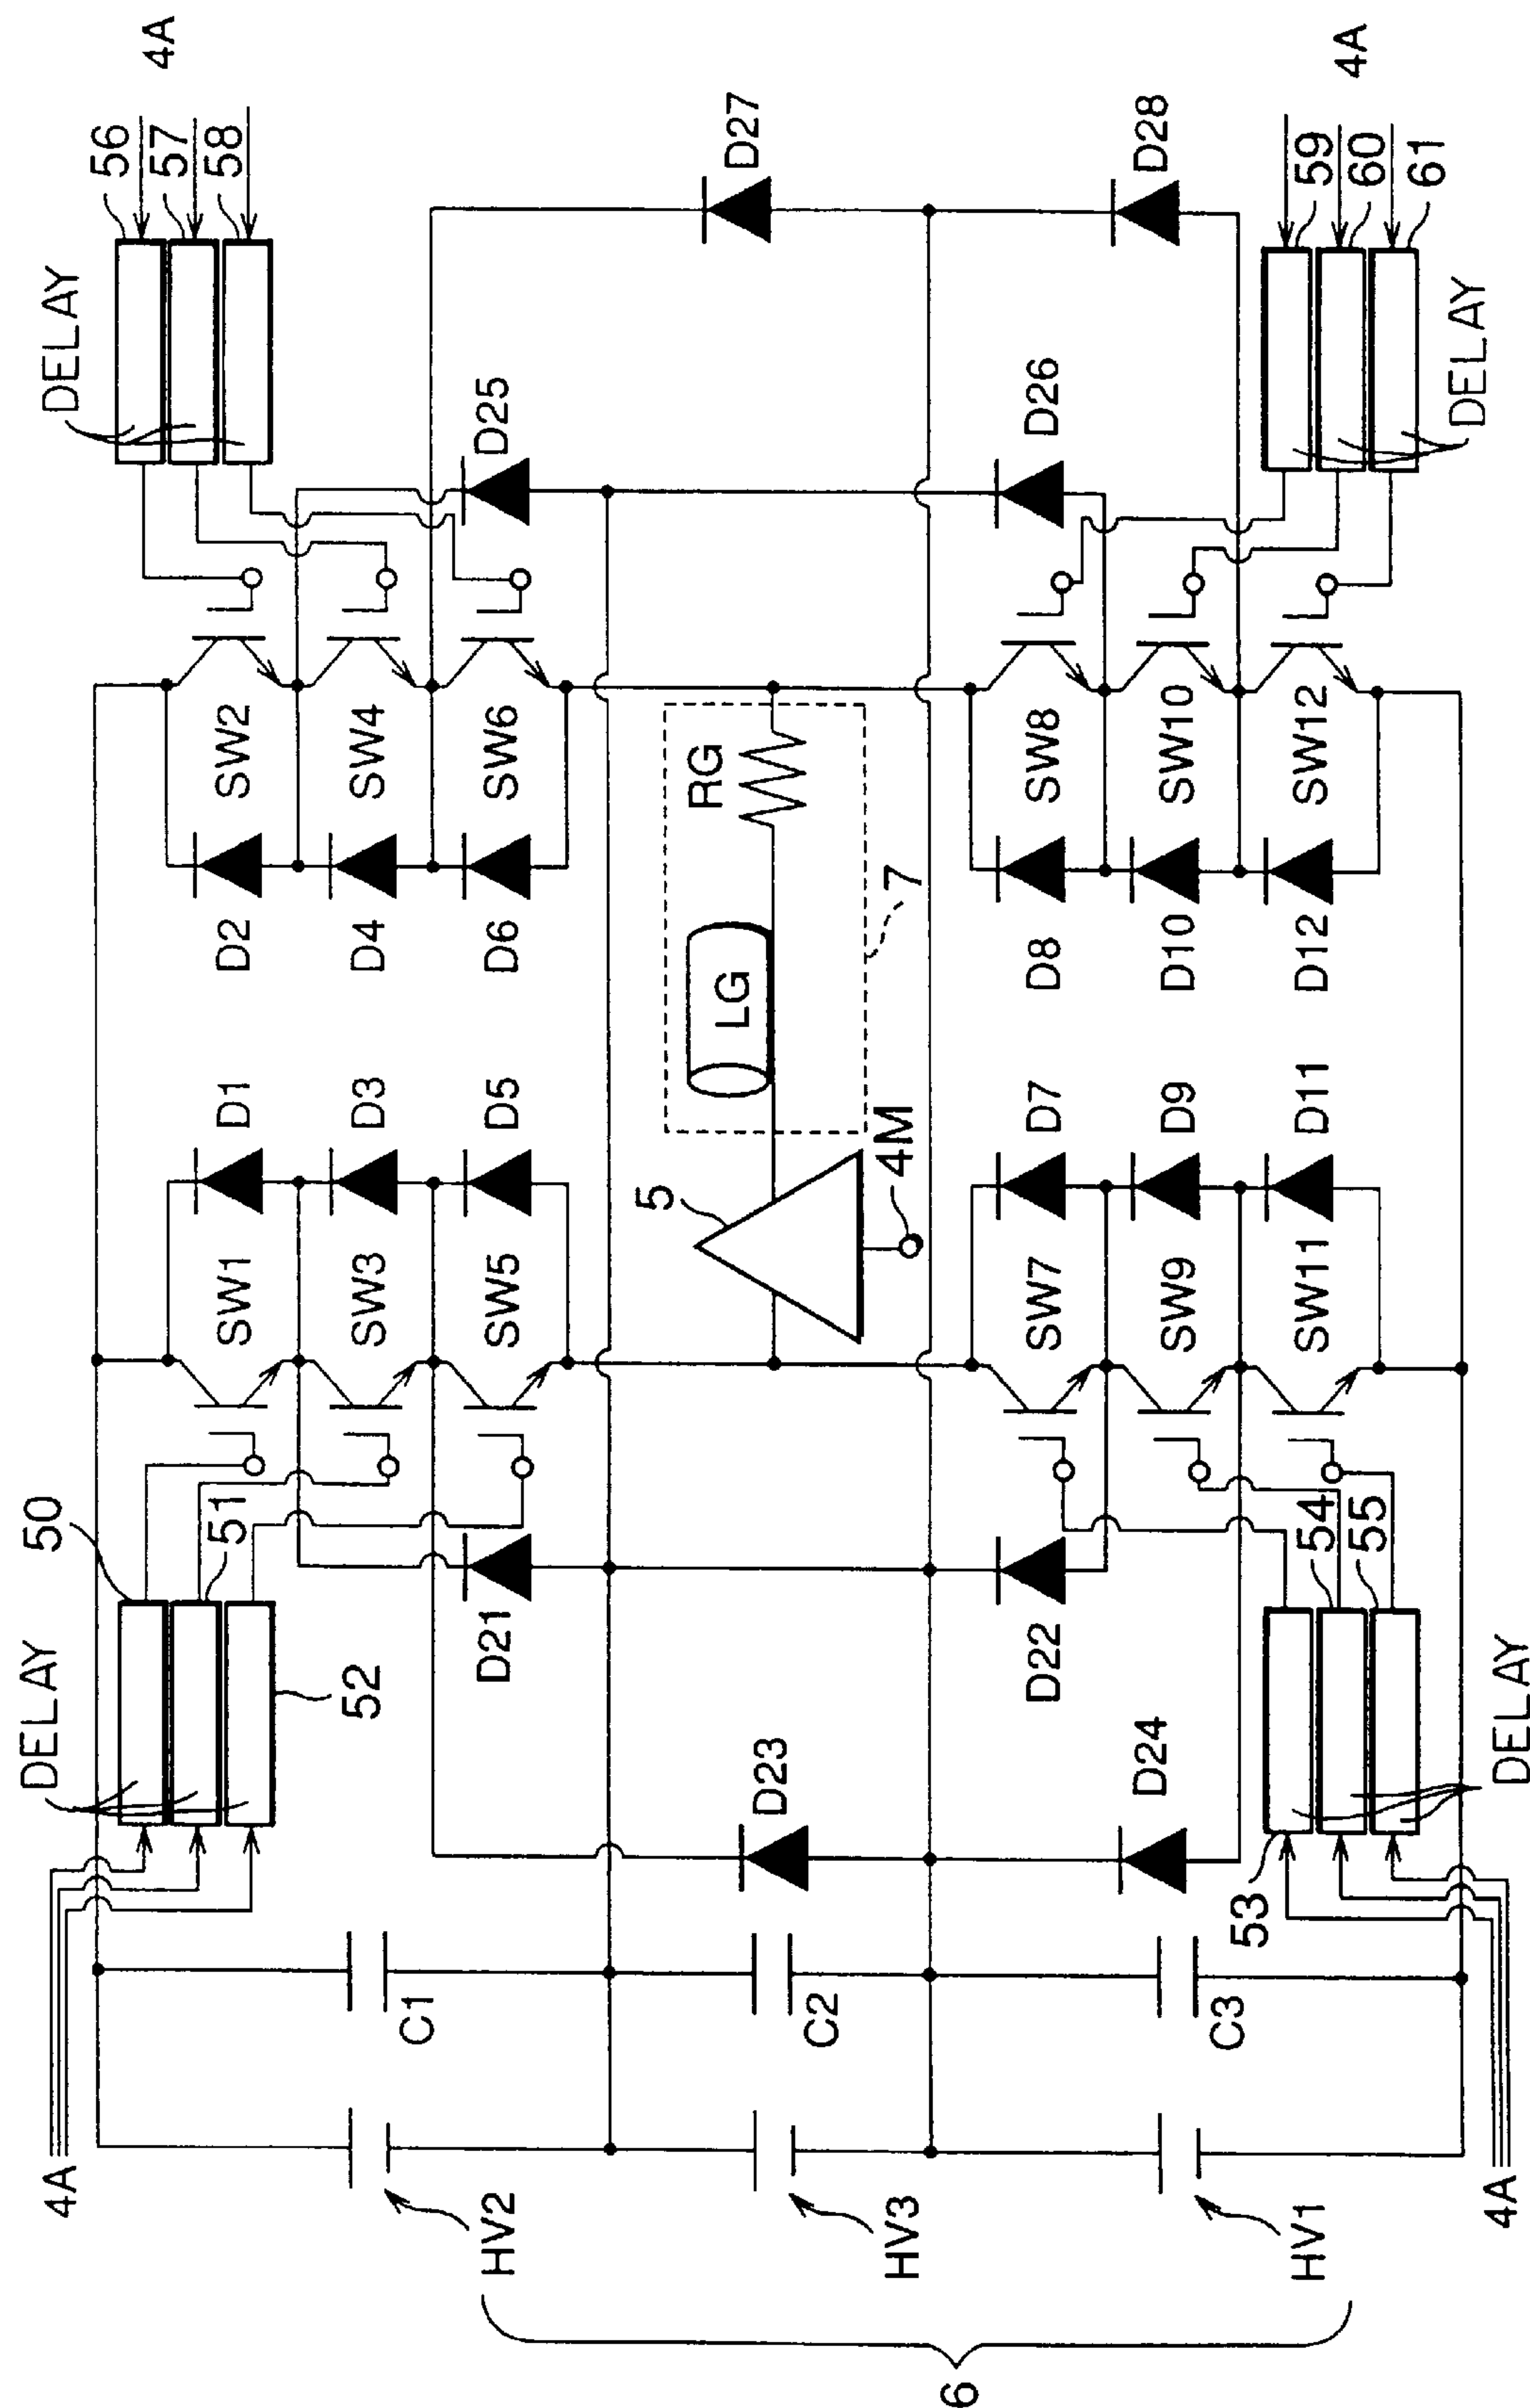 4A
DELAY
50
51
52
DELAY
56
57
58
4A
SW1
D1
D2
SW2
SW3
D3
D4
SW4
C1
HV2
D21
SW5
D5
D6
SW6
D25
5
LG
RG
D23
D27
C2
HV3
4M
7
6
D22
SW7
D7
D8
SW8
D26
D24
SW9
D9
D10
SW10
D28
C3
HV1
53
54
55
SW11
D11
D12
SW12
59
60
61
4A
4A
DELAY
DELAY